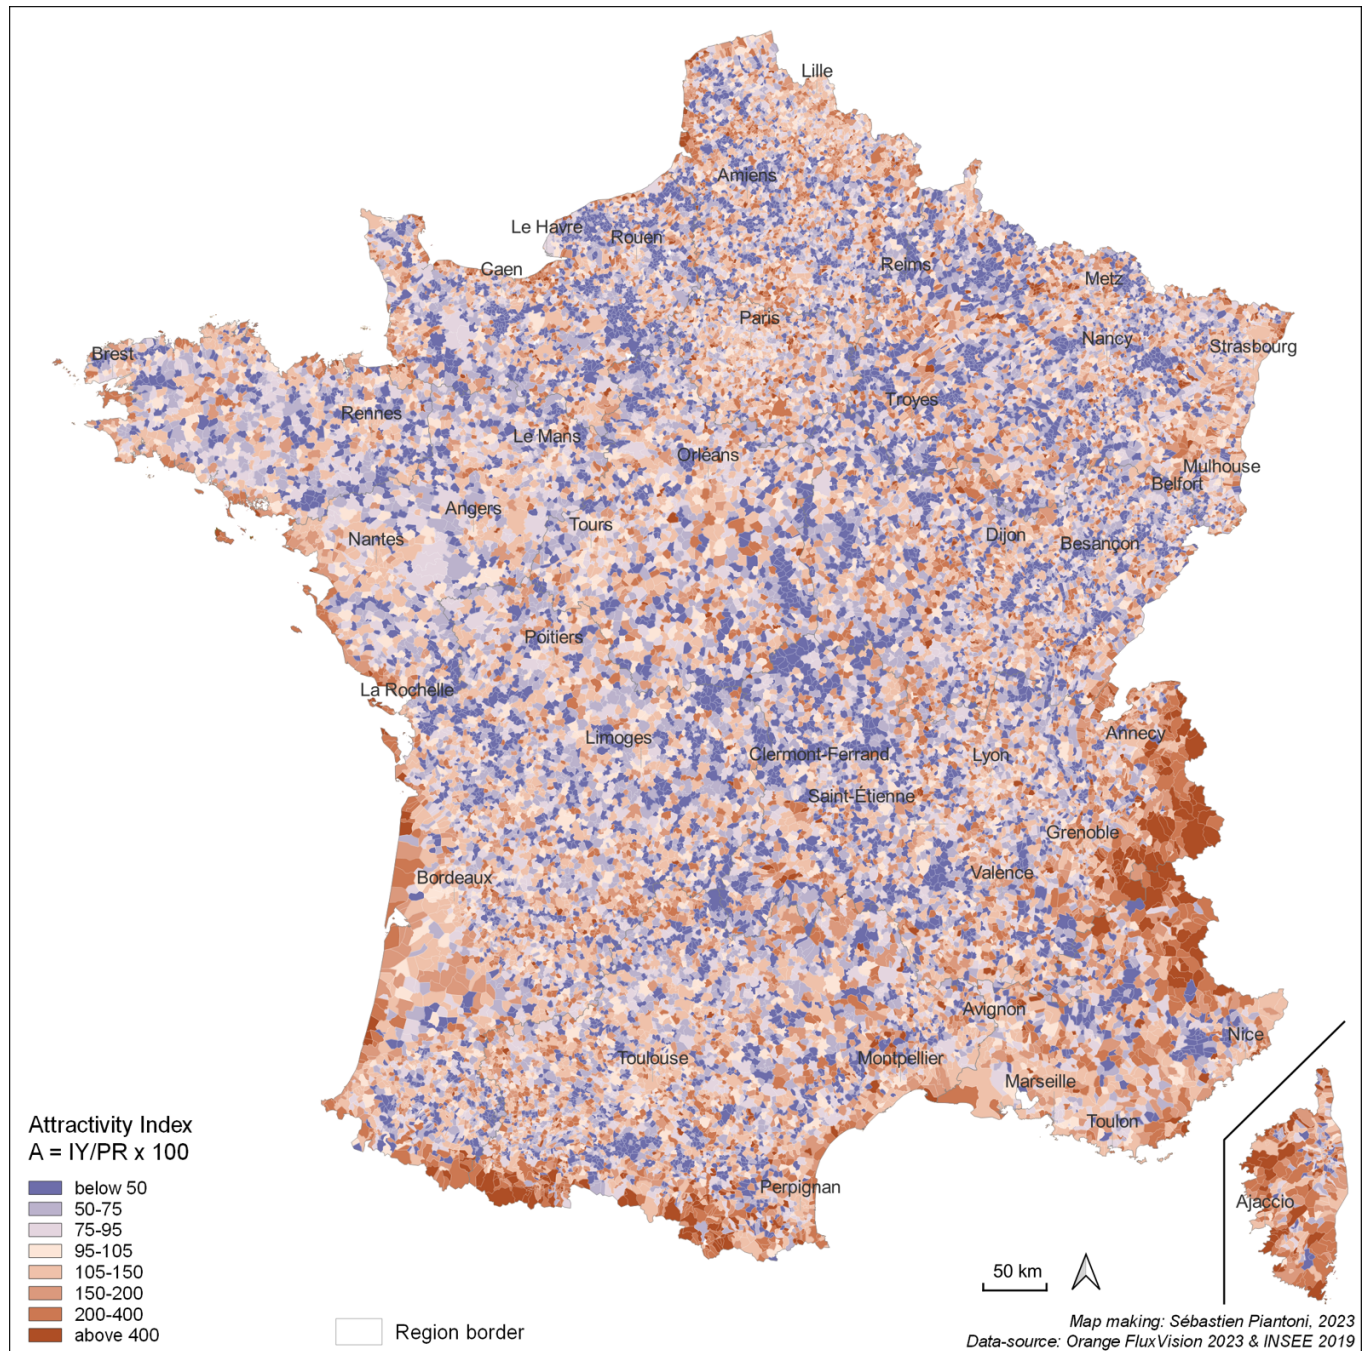 Lille
Amiens
Le Havre
Rouen
Caen
Reims
Metz
Paris
Nancy
Strasbourg
Brest
Rennes
Troyes
Le Mans
Orléans
Mulhouse
Belfort
Angers
Tours
Nantes
Dijon
Besançon
Poitiers
La Rochelle
Annecy
Limoges
Clermont-Ferrand
Lyon
Saint-Étienne
Grenoble
Bordeaux
Valence
Avignon
Nice
Toulouse
Montpellier
Marseille
Toulon
Perpignan
Ajaccio
Attractivity Index
A = IY/PR x 100
below 50
50-75
75-95
95-105
105-150
150-200
200-400
above 400
Region border
50 km
Map making: Sébastien Piantoni, 2023
Data-source: Orange FluxVision 2023 & INSEE 2019